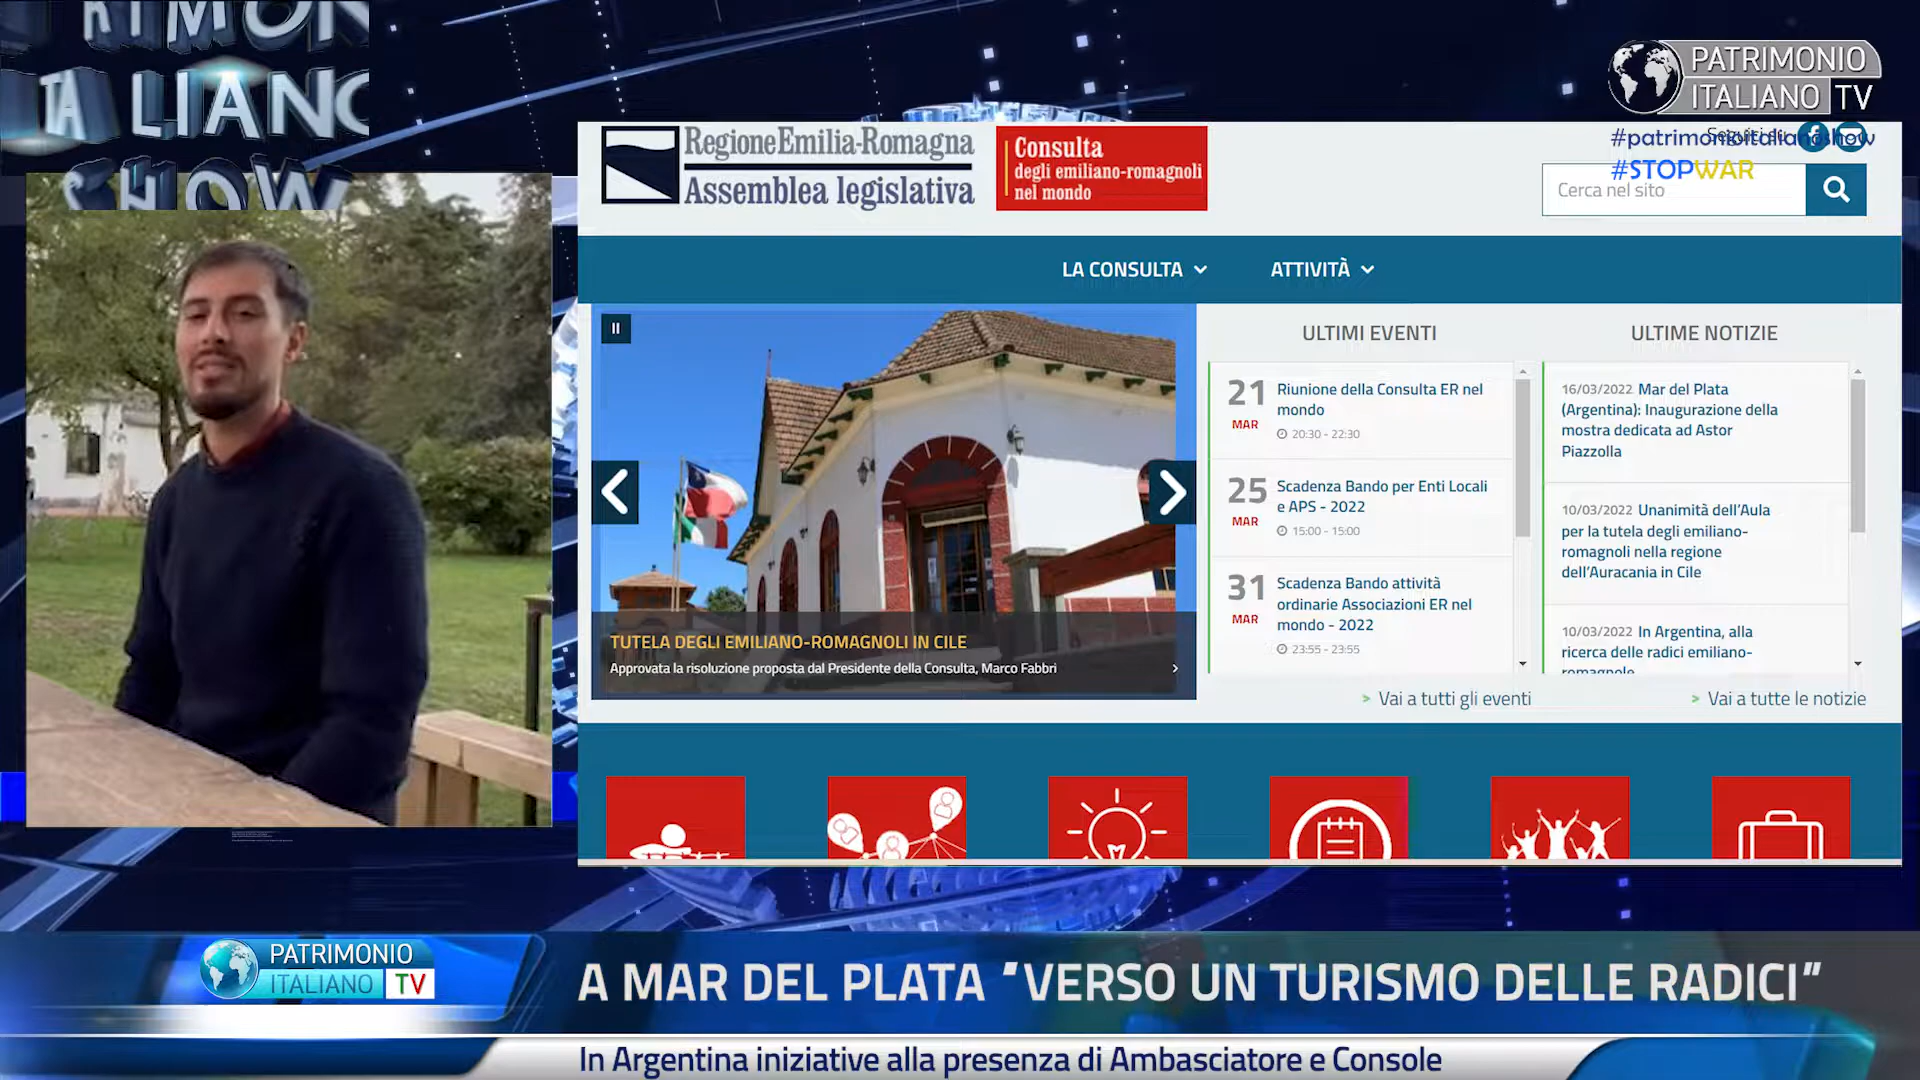 RIMON
ITALIANO
SHOW
PATRIMONIO
ITALIANO TV
#patrimonioitalianoshow
#STOPWAR
Cerca nel sito
RegioneEmilia-Romagna
Assemblea legislativa
Consulta
degli emiliano-romagnoli
nel mondo
LA CONSULTA
ATTIVITÀ
ULTIMI EVENTI
21
MAR
Riunione della Consulta ER nel
mondo
20:30 - 22:30
25
MAR
Scadenza Bando per Enti Locali
e APS - 2022
15:00 - 15:00
31
MAR
Scadenza Bando attività
ordinarie Associazioni ER nel
mondo - 2022
23:55 - 23:55
> Vai a tutti gli eventi
ULTIME NOTIZIE
16/03/2022 Mar del Plata
(Argentina): Inaugurazione della
mostra dedicata ad Astor
Piazzolla
10/03/2022 Unanimità dell'Aula
per la tutela degli emiliano-
romagnoli nella regione
dell'Auracania in Cile
10/03/2022 In Argentina, alla
ricerca delle radici emiliano-
romagnole
> Vai a tutte le notizie
TUTELA DEGLI EMILIANO-ROMAGNOLI IN CILE
Approvata la risoluzione proposta dal Presidente della Consulta, Marco Fabbri
PATRIMONIO
ITALIANO TV
A MAR DEL PLATA “VERSO UN TURISMO DELLE RADICI”
In Argentina iniziative alla presenza di Ambasciatore e Console